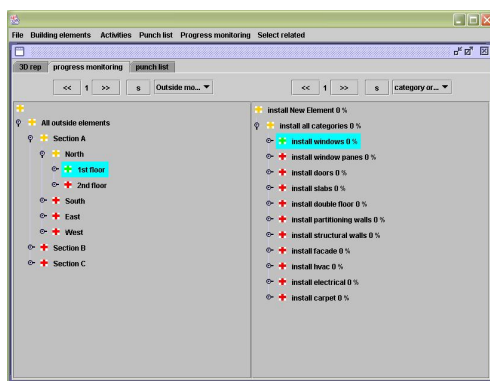 File Building elements Activities Punch list Progress monitoring Select related
3D rep progress monitoring punch list
<< 1 >> s Outside mo... << 1 >> s category or...
All outside elements
Section A
North
1st floor
2nd floor
South
East
West
Section B
Section C
install New Element 0 %
install all categories 0 %
install windows 0 %
install window panes 0 %
install doors 0 %
install slabs 0 %
install double floor 0 %
install partitioning walls 0 %
install structural walls 0 %
install facade 0 %
install hvac 0 %
install electrical 0 %
install carpet 0 %